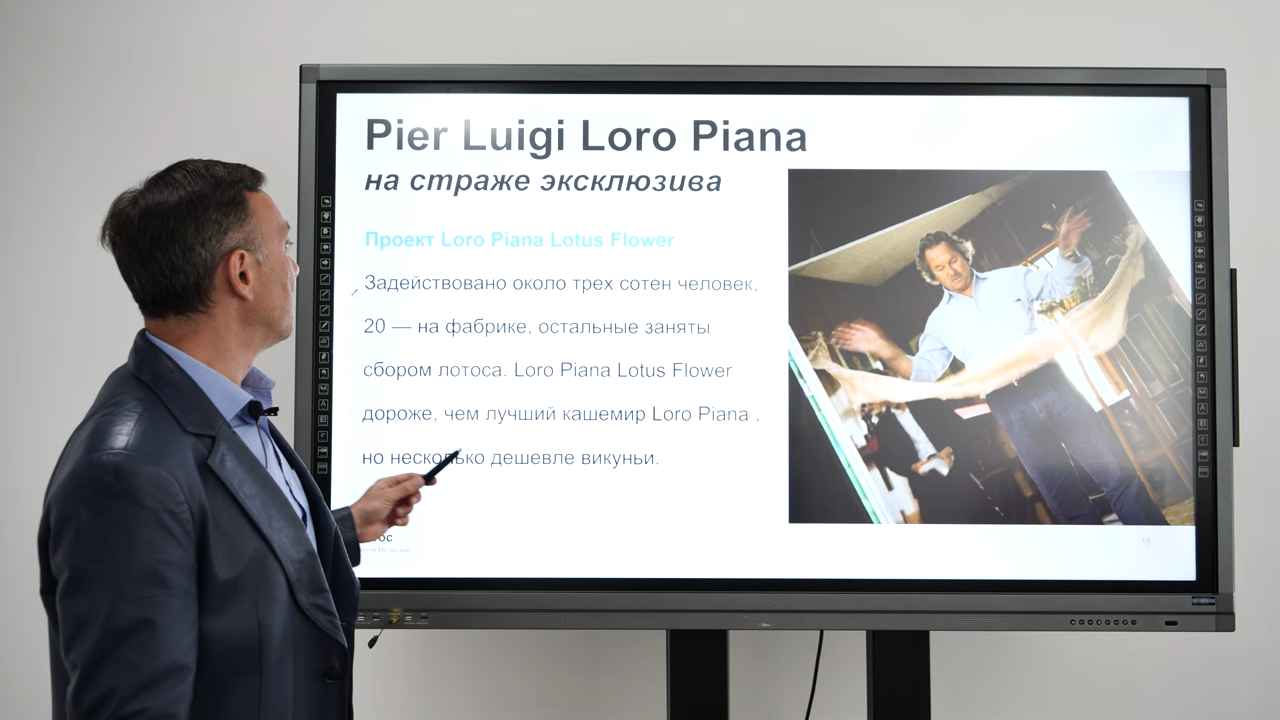 Pier Luigi Loro Piana
на страже эксклюзива
Проект Loro Piana Lotus Flower
Задействовано около трех сотен человек,
20 — на фабрике, остальные заняты
сбором лотоса. Loro Piana Lotus Flower
дороже, чем лучший кашемир Loro Piana ,
но несколько дешевле викуньи.
15